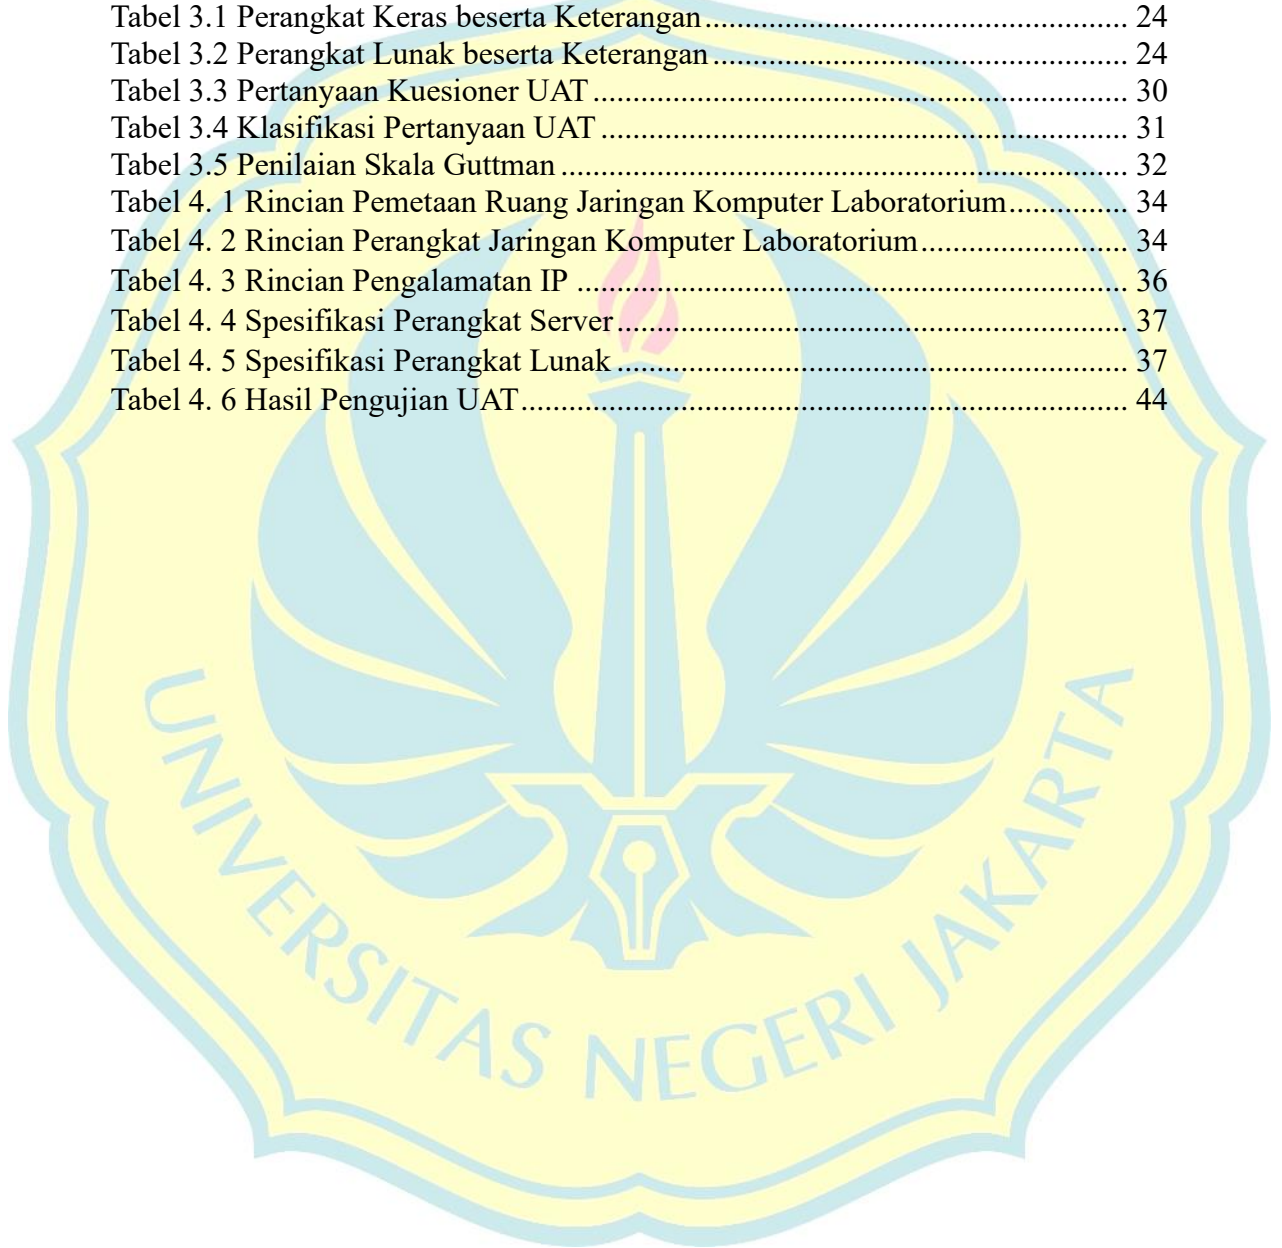 Tabel 3.1 Perangkat Keras beserta Keterangan.................................................... 24
Tabel 3.2 Perangkat Lunak beserta Keterangan................................................... 24
Tabel 3.3 Pertanyaan Kuesioner UAT.................................................................. 30
Tabel 3.4 Klasifikasi Pertanyaan UAT................................................................. 31
Tabel 3.5 Penilaian Skala Guttman...................................................................... 32
Tabel 4. 1 Rincian Pemetaan Ruang Jaringan Komputer Laboratorium............... 34
Tabel 4. 2 Rincian Perangkat Jaringan Komputer Laboratorium.......................... 34
Tabel 4. 3 Rincian Pengalamatan IP .................................................................... 36
Tabel 4. 4 Spesifikasi Perangkat Server............................................................... 37
Tabel 4. 5 Spesifikasi Perangkat Lunak ............................................................... 37
Tabel 4. 6 Hasil Pengujian UAT........................................................................... 44
UNIVERSITAS NEGERI JAKARTA